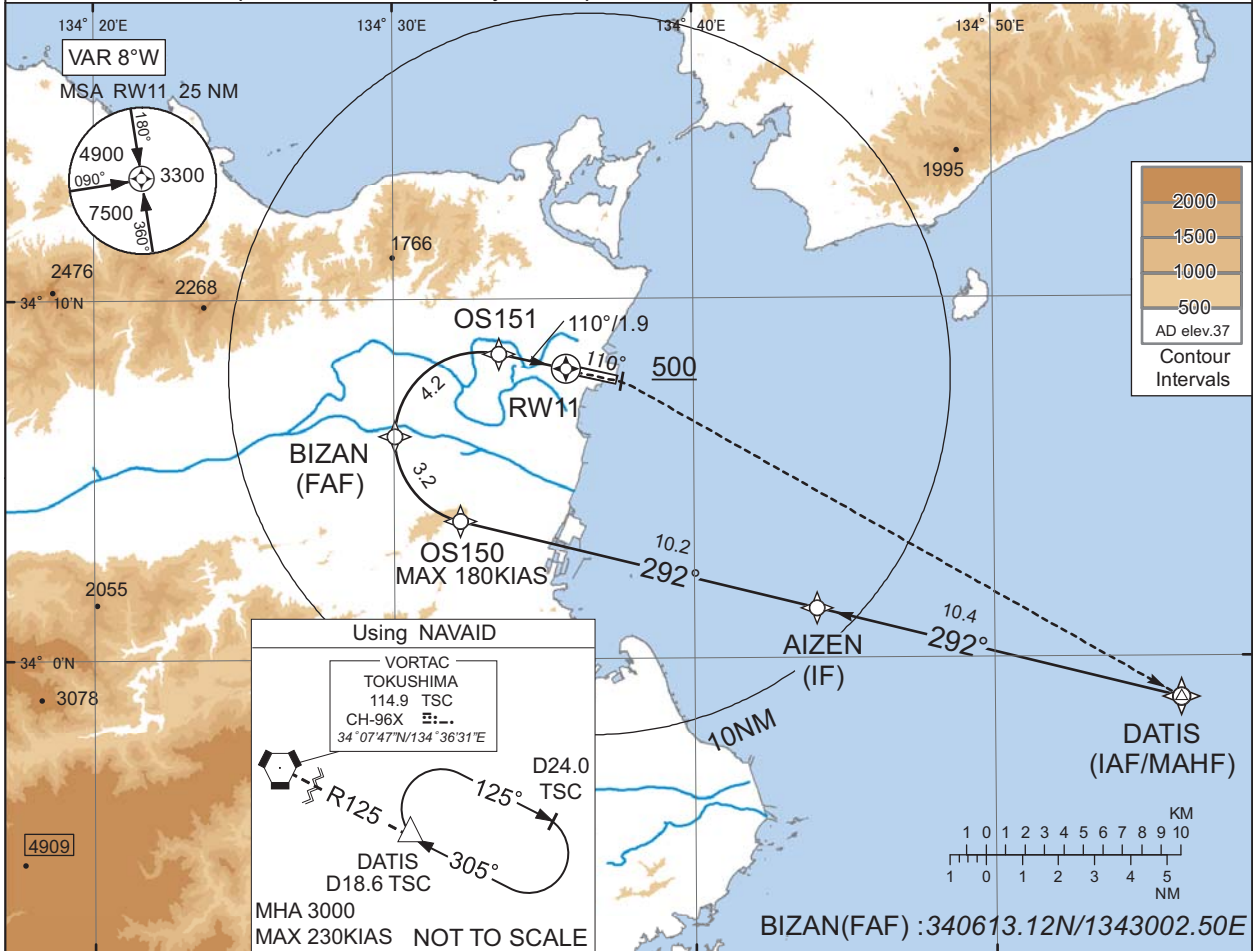 134° 20'E
134° 30'E
134° 40'E
134° 50'E
VAR 8°W
MSA RW11 25 NM
180°
4900
3300
090°
7500
360°
1995
2000
1500
1000
500
AD elev.37
Contour
Intervals
1766
2476
2268
34° 10'N
OS151
110°/1.9
110°
500
4.2
RW11
BIZAN
(FAF)
3.2
OS150
MAX 180KIAS
10.2
292°
2055
AIZEN
(IF)
10.4
292°
34° 0'N
3078
10NM
DATIS
(IAF/MAHF)
Using NAVAID
VORTAC
TOKUSHIMA
114.9 TSC
CH-96X
34°07'47"N/134°36'31"E
D24.0
TSC
R125
125°
305°
DATIS
D18.6 TSC
MHA 3000
MAX 230KIAS NOT TO SCALE
4909
KM
1 0 1 2 3 4 5 6 7 8 9 10
1 0 1 2 3 4 5
NM
BIZAN(FAF) :340613.12N/1343002.50E